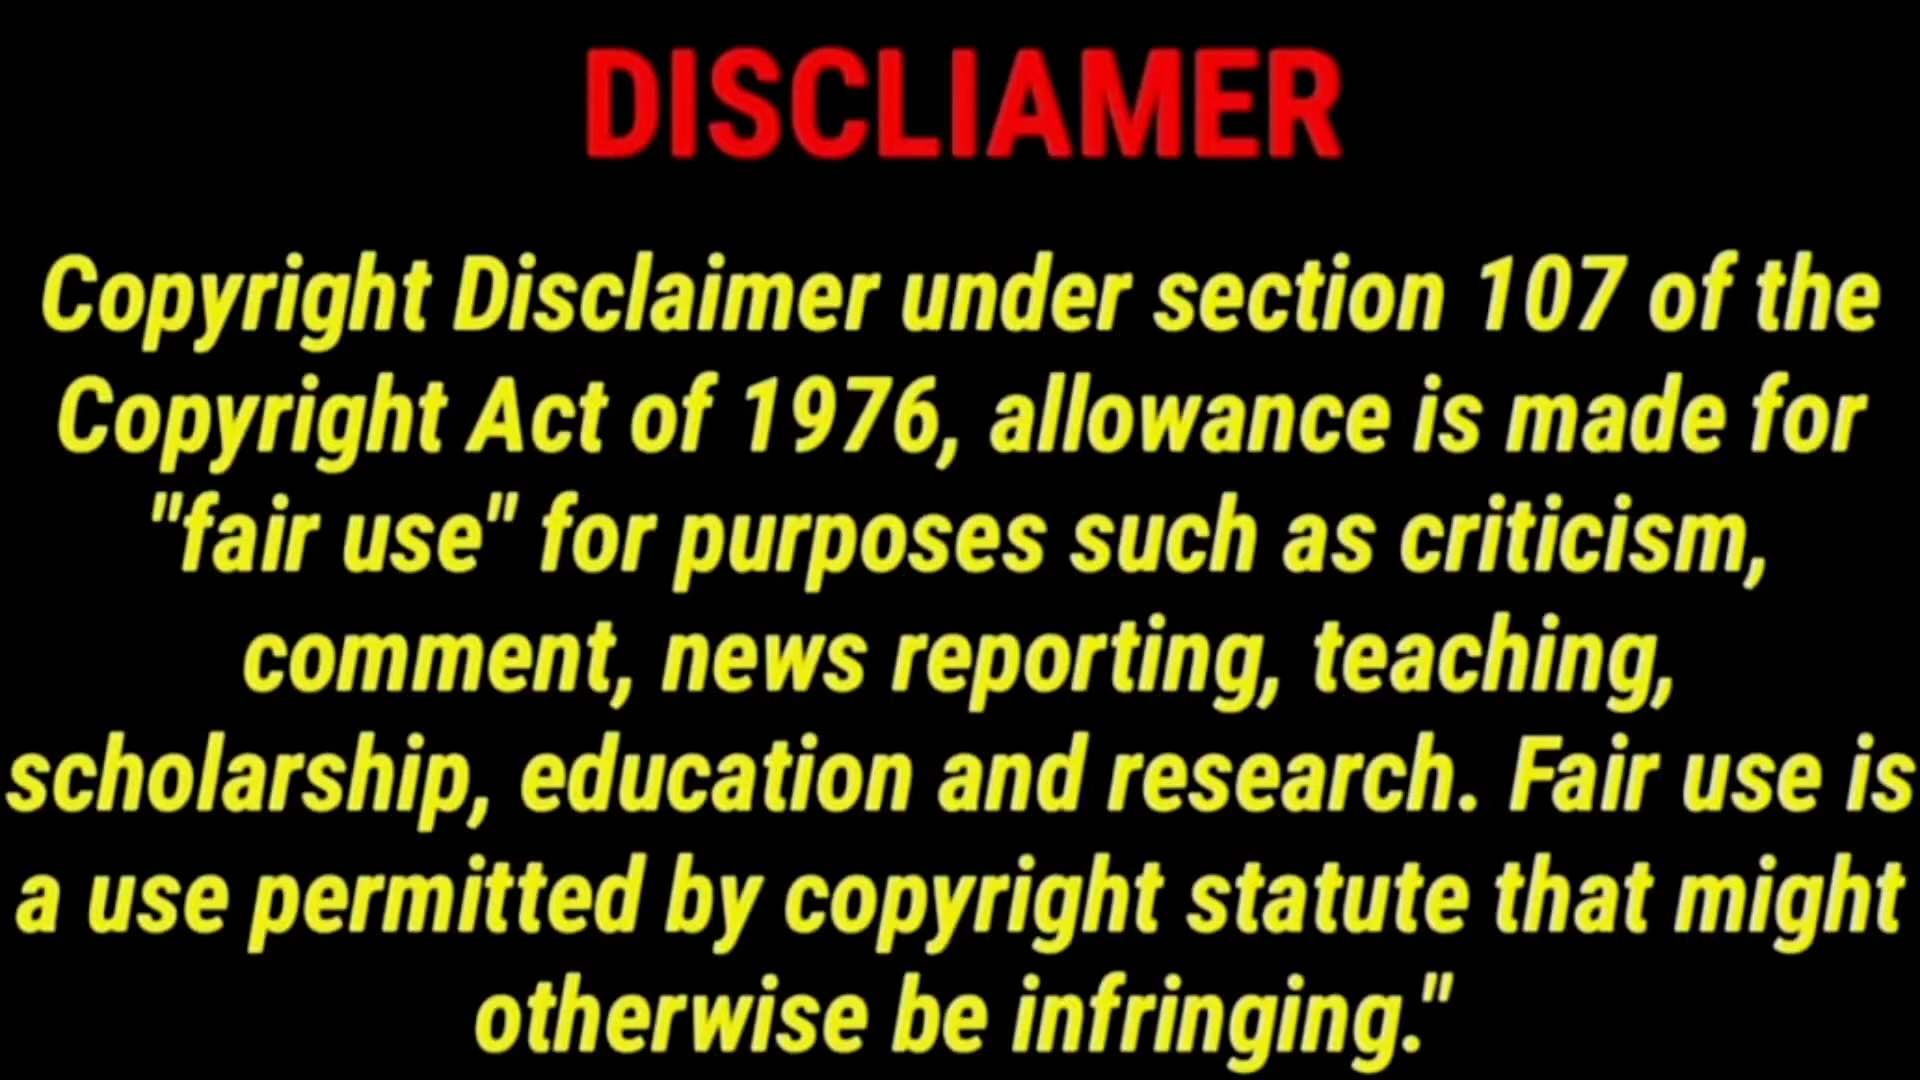 DISCLIAMER
Copyright Disclaimer under section 107 of the
Copyright Act of 1976, allowance is made for
"fair use" for purposes such as criticism,
comment, news reporting, teaching,
scholarship, education and research. Fair use is
a use permitted by copyright statute that might
otherwise be infringing."